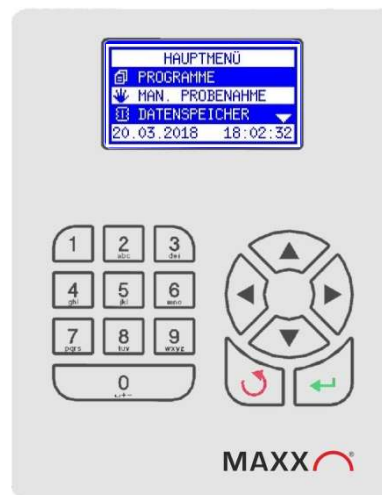 HAUPTMENÜ
PROGRAMME
MAN. PROBENAHME
DATENSPEICHER
20.03.2018 18:02:32
1 2 3
abc def
4 5 6
ghi jkl mno
7 8 9
pqrs tuv wxyz
0
MAXX